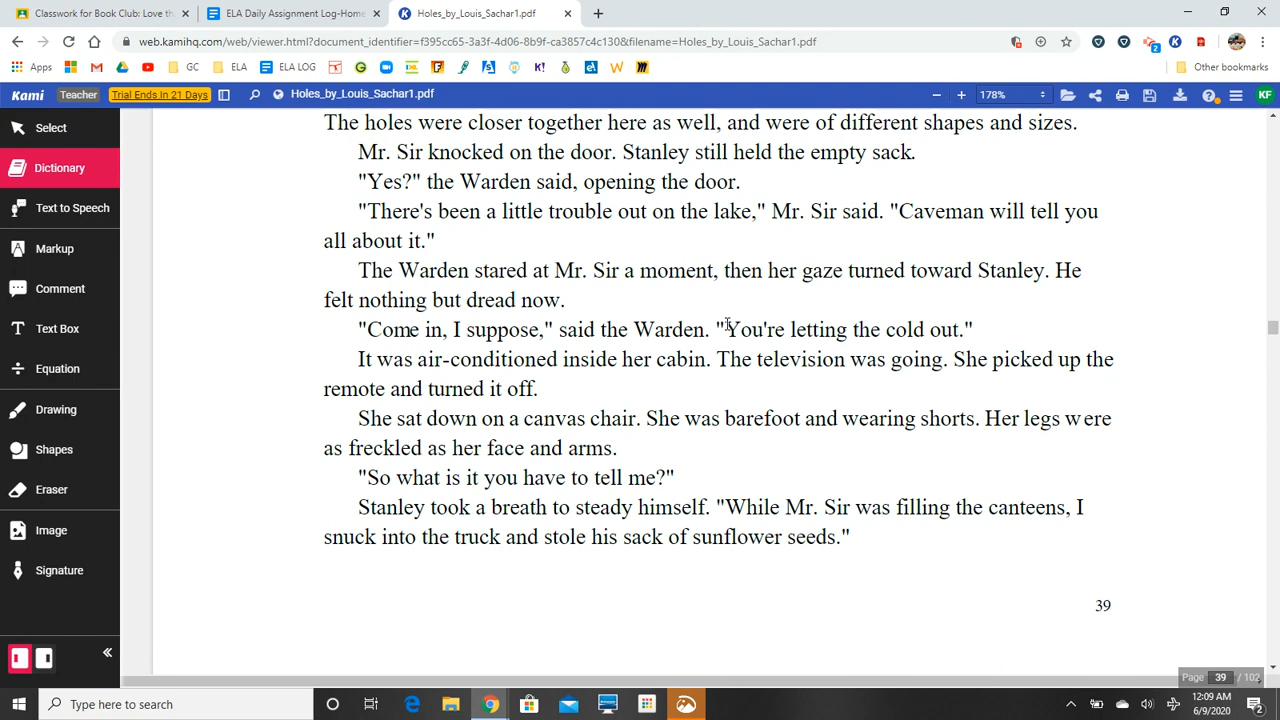 Classwork for Book Club: Love th
ELA Daily Assignment Log-Home
Holes_by_Louis_Sachar1.pdf
web.kamihq.com/web/viewer.html?document_identifier=f395cc65-3a3f-4d06-8b9f-ca3857c4c130&filename=Holes_by_Louis_Sachar1.pdf
Apps
GC
ELA
ELA LOG
Other bookmarks
Kami
Teacher
Trial Ends In 21 Days
Holes_by_Louis_Sachar1.pdf
178%
KF
Select
Dictionary
Text to Speech
Markup
Comment
Text Box
Equation
Drawing
Shapes
Eraser
Image
Signature
The holes were closer together here as well, and were of different shapes and sizes.
Mr. Sir knocked on the door. Stanley still held the empty sack.
"Yes?" the Warden said, opening the door.
"There's been a little trouble out on the lake," Mr. Sir said. "Caveman will tell you
all about it."
The Warden stared at Mr. Sir a moment, then her gaze turned toward Stanley. He
felt nothing but dread now.
"Come in, I suppose," said the Warden. "You're letting the cold out."
It was air-conditioned inside her cabin. The television was going. She picked up the
remote and turned it off.
She sat down on a canvas chair. She was barefoot and wearing shorts. Her legs were
as freckled as her face and arms.
"So what is it you have to tell me?"
Stanley took a breath to steady himself. "While Mr. Sir was filling the canteens, I
snuck into the truck and stole his sack of sunflower seeds."
39
Page 39 / 102
Type here to search
12:09 AM
6/9/2020